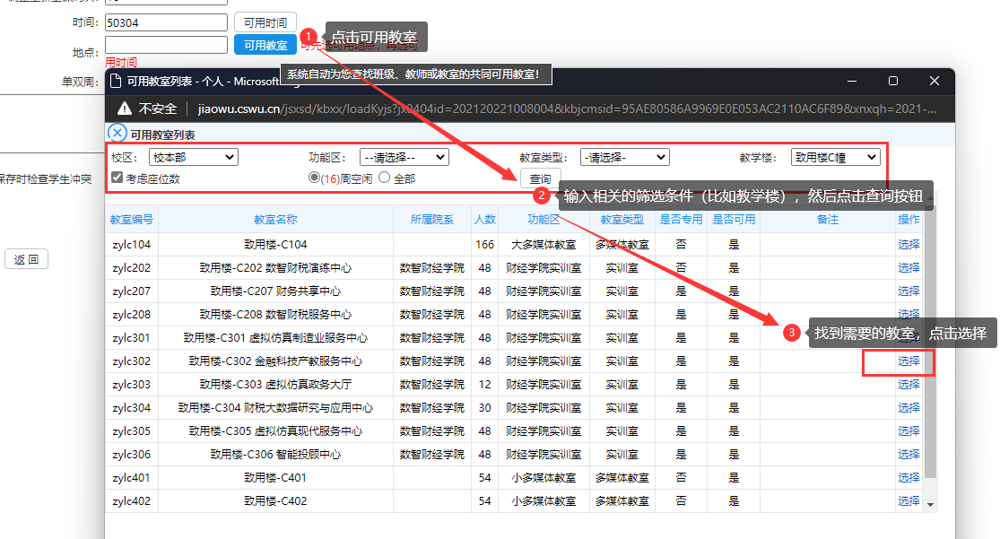 时间： 50304 可用时间
地点： 可用教室
用时间
1 点击可用教室
系统自动为您查找班级、教师或教室的共同可用教室！
单双周：
可用教室列表 - 个人 - Microsoft
不安全 jiaowu.cswu.cn/jsxsd/kbxx/loadKyjs?jx0404id=202120221008004&kbjcmsid=95AE80586A9969E0E053AC2110AC6F89&xnxqh=2021-...
可用教室列表
校区： 校本部 功能区： --请选择-- 教室类型： -请选择- 教学楼： 致用楼C幢
保存时检查学生冲突
考虑座位数 (16)周空闲 全部 查询
2 输入相关的筛选条件（比如教学楼），然后点击查询按钮
教室编号 教室名称 所属院系 人数 功能区 教室类型 是否专用 是否可用 备注 操作
zylc104 致用楼-C104 166 大多媒体教室 多媒体教室 否 是 选择
返 回
zylc202 致用楼-C202 数智财税演练中心 数智财经学院 48 财经学院实训室 实训室 否 是 选择
zylc207 致用楼-C207 财务共享中心 数智财经学院 48 财经学院实训室 实训室 是 是 选择
zylc208 致用楼-C208 数智财税服务中心 数智财经学院 48 财经学院实训室 实训室 是 是 选择
3 找到需要的教室，点击选择
zylc301 致用楼-C301 虚拟仿真制造业服务中心 数智财经学院 48 财经学院实训室 实训室 是 是
zylc302 致用楼-C302 金融科技产教服务中心 数智财经学院 48 财经学院实训室 实训室 是 是 选择
zylc303 致用楼-C303 虚拟仿真政务大厅 数智财经学院 12 财经学院实训室 实训室 是 是 选择
zylc304 致用楼-C304 财税大数据研究与应用中心 数智财经学院 30 财经学院实训室 实训室 是 是 选择
zylc305 致用楼-C305 虚拟仿真现代服务中心 数智财经学院 48 财经学院实训室 实训室 是 是 选择
zylc306 致用楼-C306 智能投顾中心 数智财经学院 48 财经学院实训室 实训室 是 是 选择
zylc401 致用楼-C401 54 小多媒体教室 多媒体教室 否 是 选择
zylc402 致用楼-C402 54 小多媒体教室 多媒体教室 否 是 选择